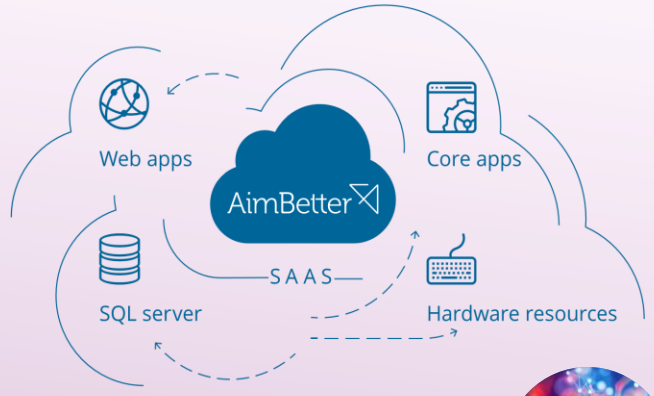 Web apps
Core apps
AimBetter
SAAS
SQL server
Hardware resources